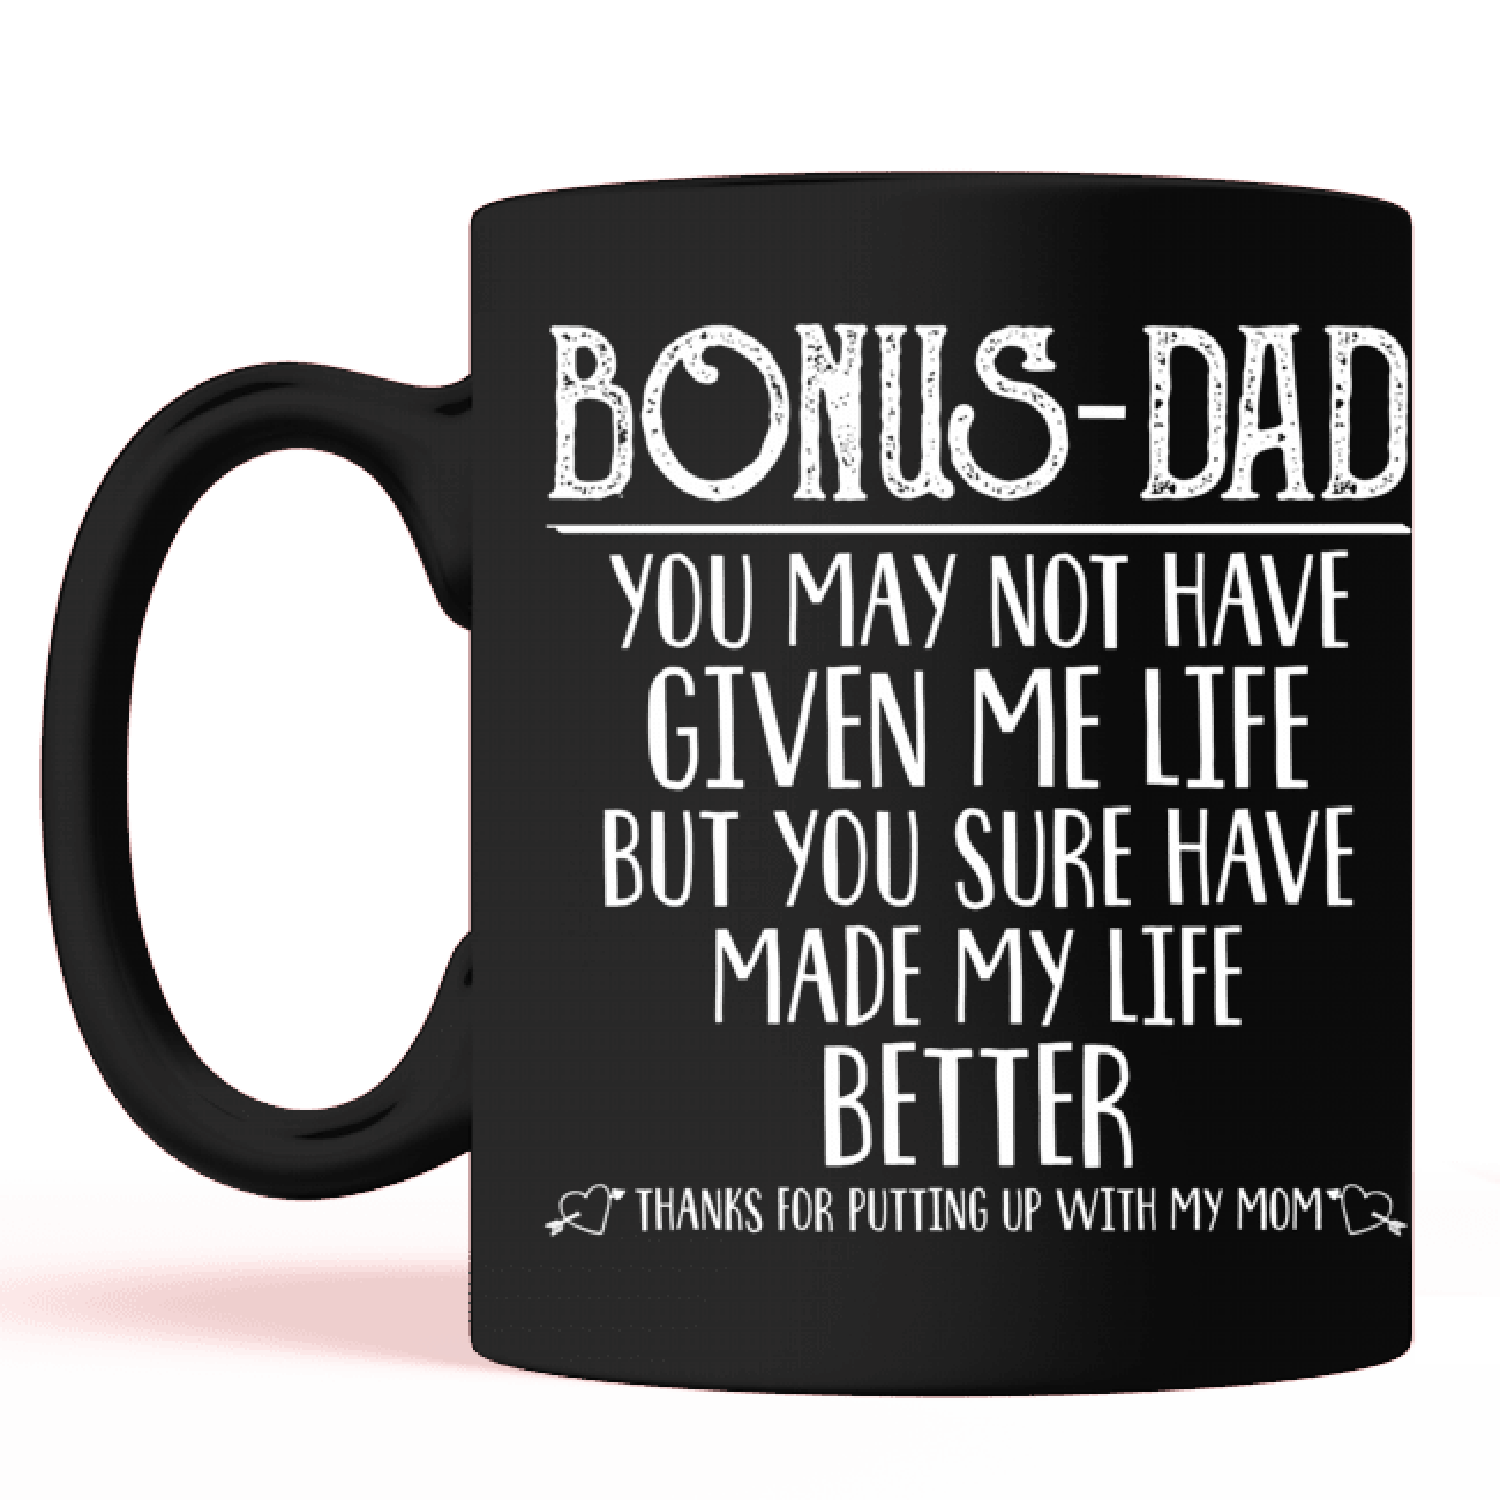 BONUS-DAD
YOU MAY NOT HAVE
GIVEN ME LIFE
BUT YOU SURE HAVE
MADE MY LIFE
BETTER
THANKS FOR PUTTING UP WITH MY MOM